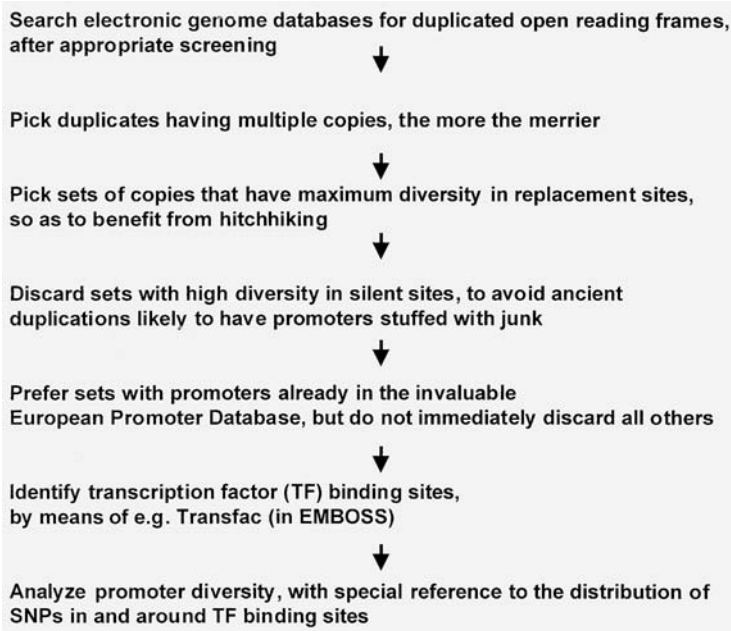 Search electronic genome databases for duplicated open reading frames,
after appropriate screening
Pick duplicates having multiple copies, the more the merrier
Pick sets of copies that have maximum diversity in replacement sites,
so as to benefit from hitchhiking
Discard sets with high diversity in silent sites, to avoid ancient
duplications likely to have promoters stuffed with junk
Prefer sets with promoters already in the invaluable
European Promoter Database, but do not immediately discard all others
Identify transcription factor (TF) binding sites,
by means of e.g. Transfac (in EMBOSS)
Analyze promoter diversity, with special reference to the distribution of
SNPs in and around TF binding sites